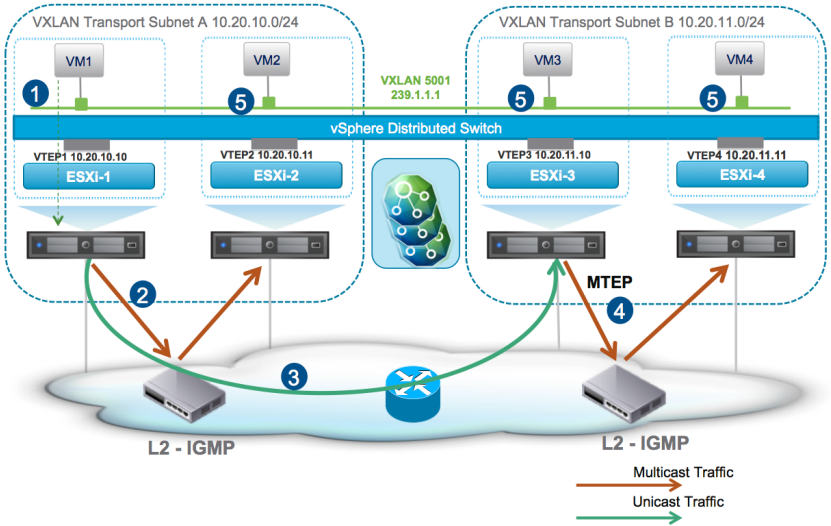 VXLAN Transport Subnet A 10.20.10.0/24
VXLAN Transport Subnet B 10.20.11.0/24
VM1
VM2
VM3
VM4
1
5
VXLAN 5001
239.1.1.1
5
5
vSphere Distributed Switch
VTEP1 10.20.10.10
VTEP2 10.20.10.11
VTEP3 10.20.11.10
VTEP4 10.20.11.11
ESXi-1
ESXi-2
ESXi-3
ESXi-4
2
MTEP
4
3
L2 - IGMP
L2 - IGMP
Multicast Traffic
Unicast Traffic